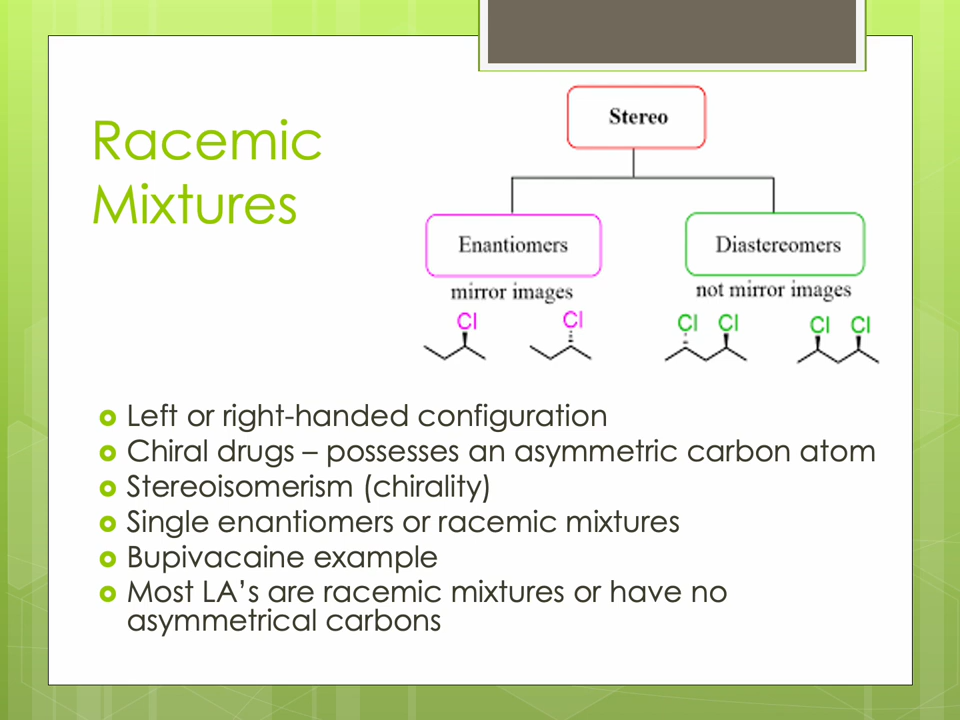 Racemic
Mixtures
Stereo
Enantiomers
Diastereomers
mirror images
not mirror images
Cl
Cl
Cl Cl
Cl Cl
Left or right-handed configuration
Chiral drugs – possesses an asymmetric carbon atom
Stereoisomerism (chirality)
Single enantiomers or racemic mixtures
Bupivacaine example
Most LA’s are racemic mixtures or have no
asymmetrical carbons